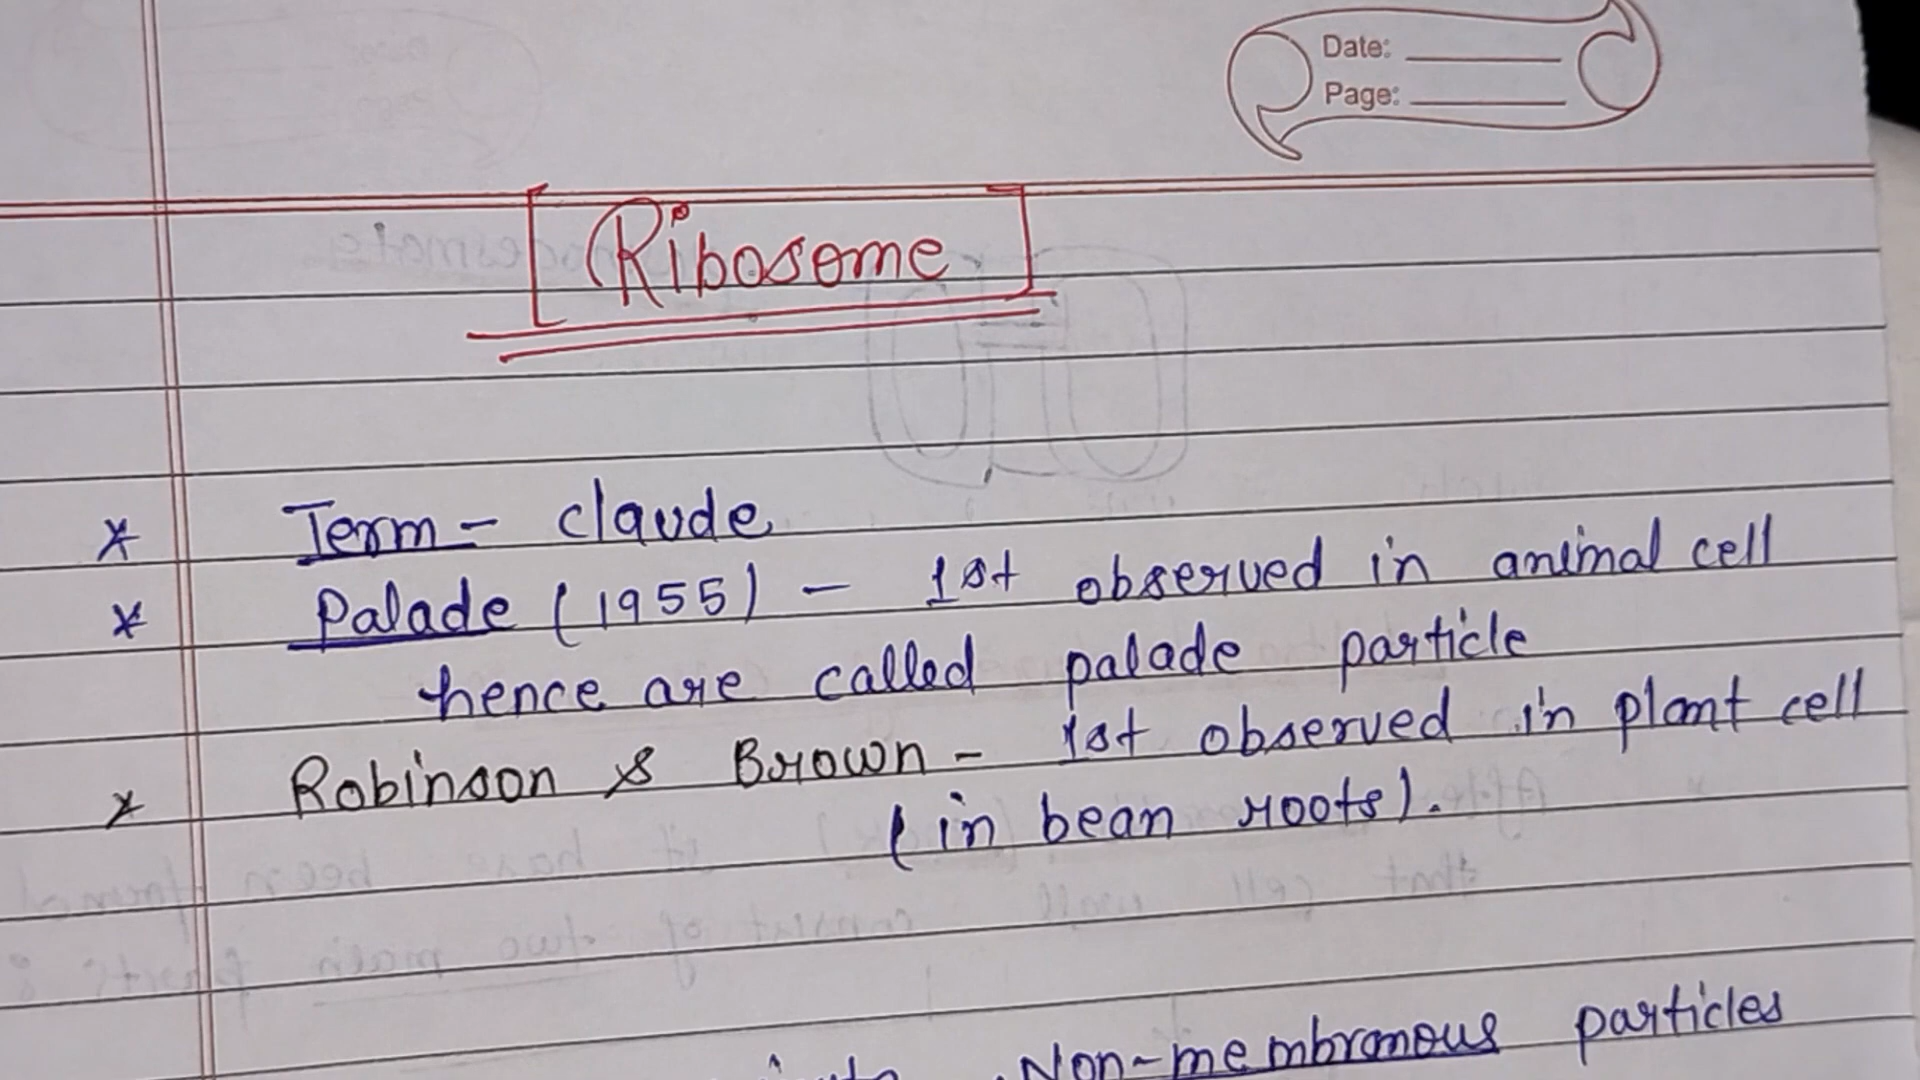 Date:
Page:
Ribosome
* Term - claude
* Palade (1955) - 1st observed in animal cell
hence are called palade particle
* Robinson & Brown - 1st observed in plant cell
(in bean roots).
Non-membranous particles